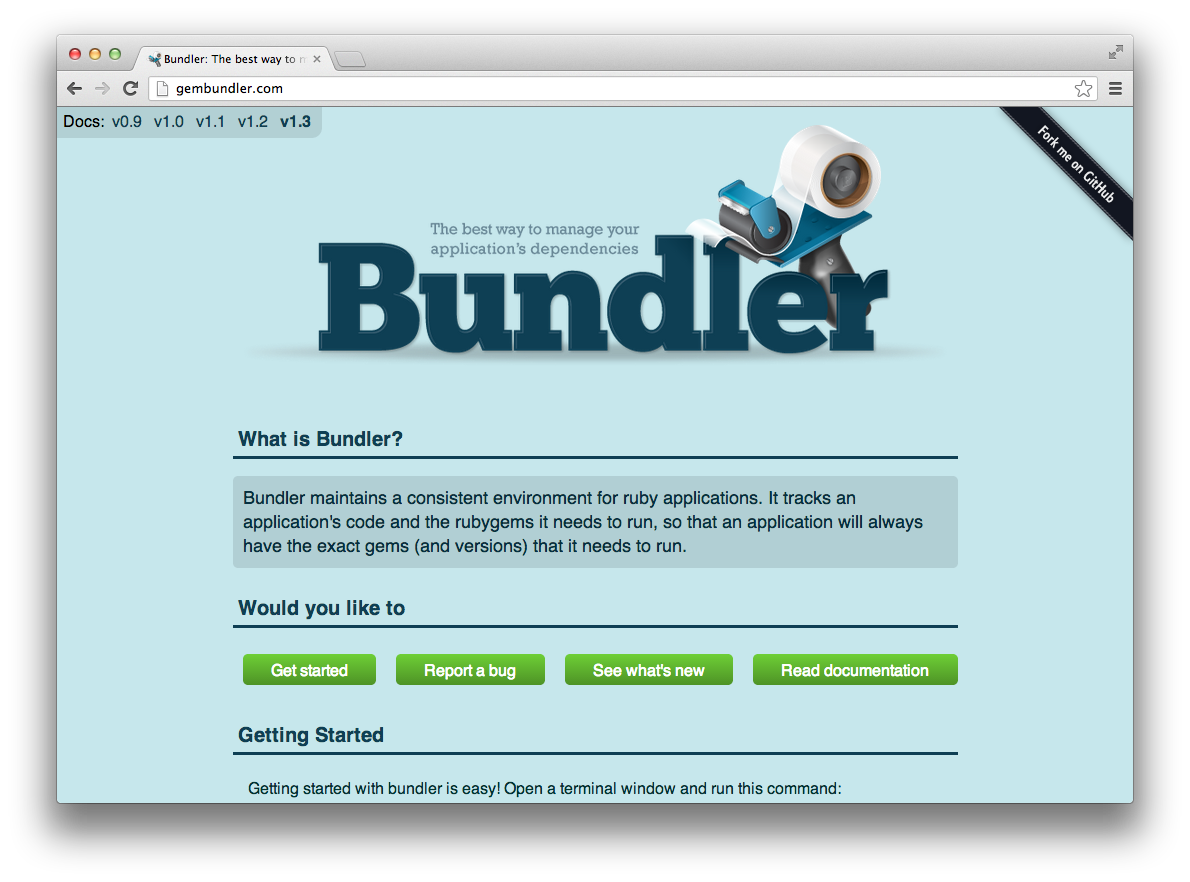 Bundler: The best way to
gembundler.com
Docs: v0.9 v1.0 v1.1 v1.2 v1.3
Fork me on GitHub
The best way to manage your
application's dependencies
Bundler
What is Bundler?
Bundler maintains a consistent environment for ruby applications. It tracks an
application's code and the rubygems it needs to run, so that an application will always
have the exact gems (and versions) that it needs to run.
Would you like to
Get started Report a bug See what's new Read documentation
Getting Started
Getting started with bundler is easy! Open a terminal window and run this command: